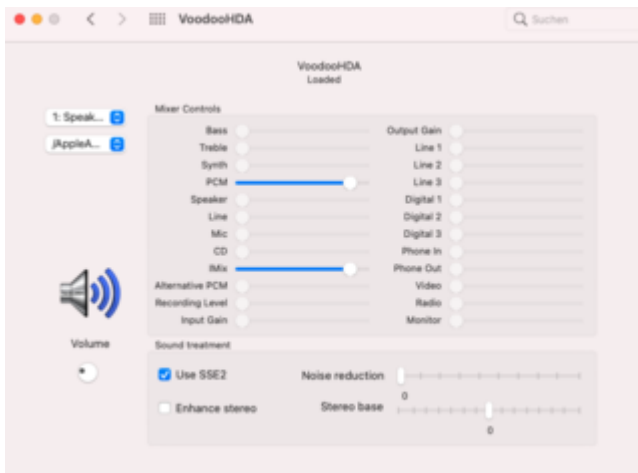 VoodooHDA
Suchen
VoodooHDA
Loaded
1: Speak...
Mixer Controls
Bass
Treble
Synth
PCM
Speaker
Line
Mic
CD
IMix
Alternative PCM
Recording Level
Input Gain
Output Gain
Line 1
Line 2
Line 3
Digital 1
Digital 2
Digital 3
Phone In
Phone Out
Video
Radio
Monitor
Volume
Sound treatment
Use SSE2
Enhance stereo
Noise reduction
0
Stereo base
0